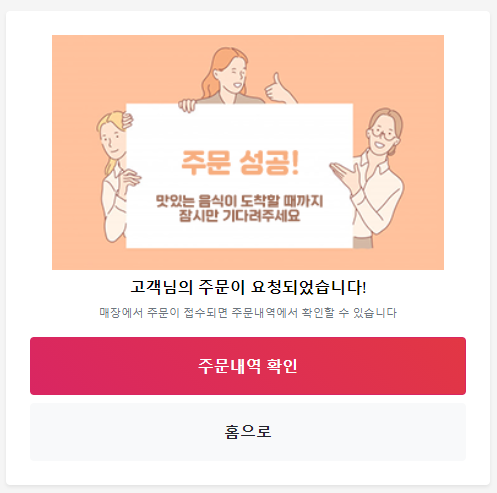 주문 성공!
맛있는 음식이 도착할 때까지
잠시만 기다려주세요
고객님의 주문이 요청되었습니다!
매장에서 주문이 접수되면 주문내역에서 확인할 수 있습니다
주문내역 확인
홈으로